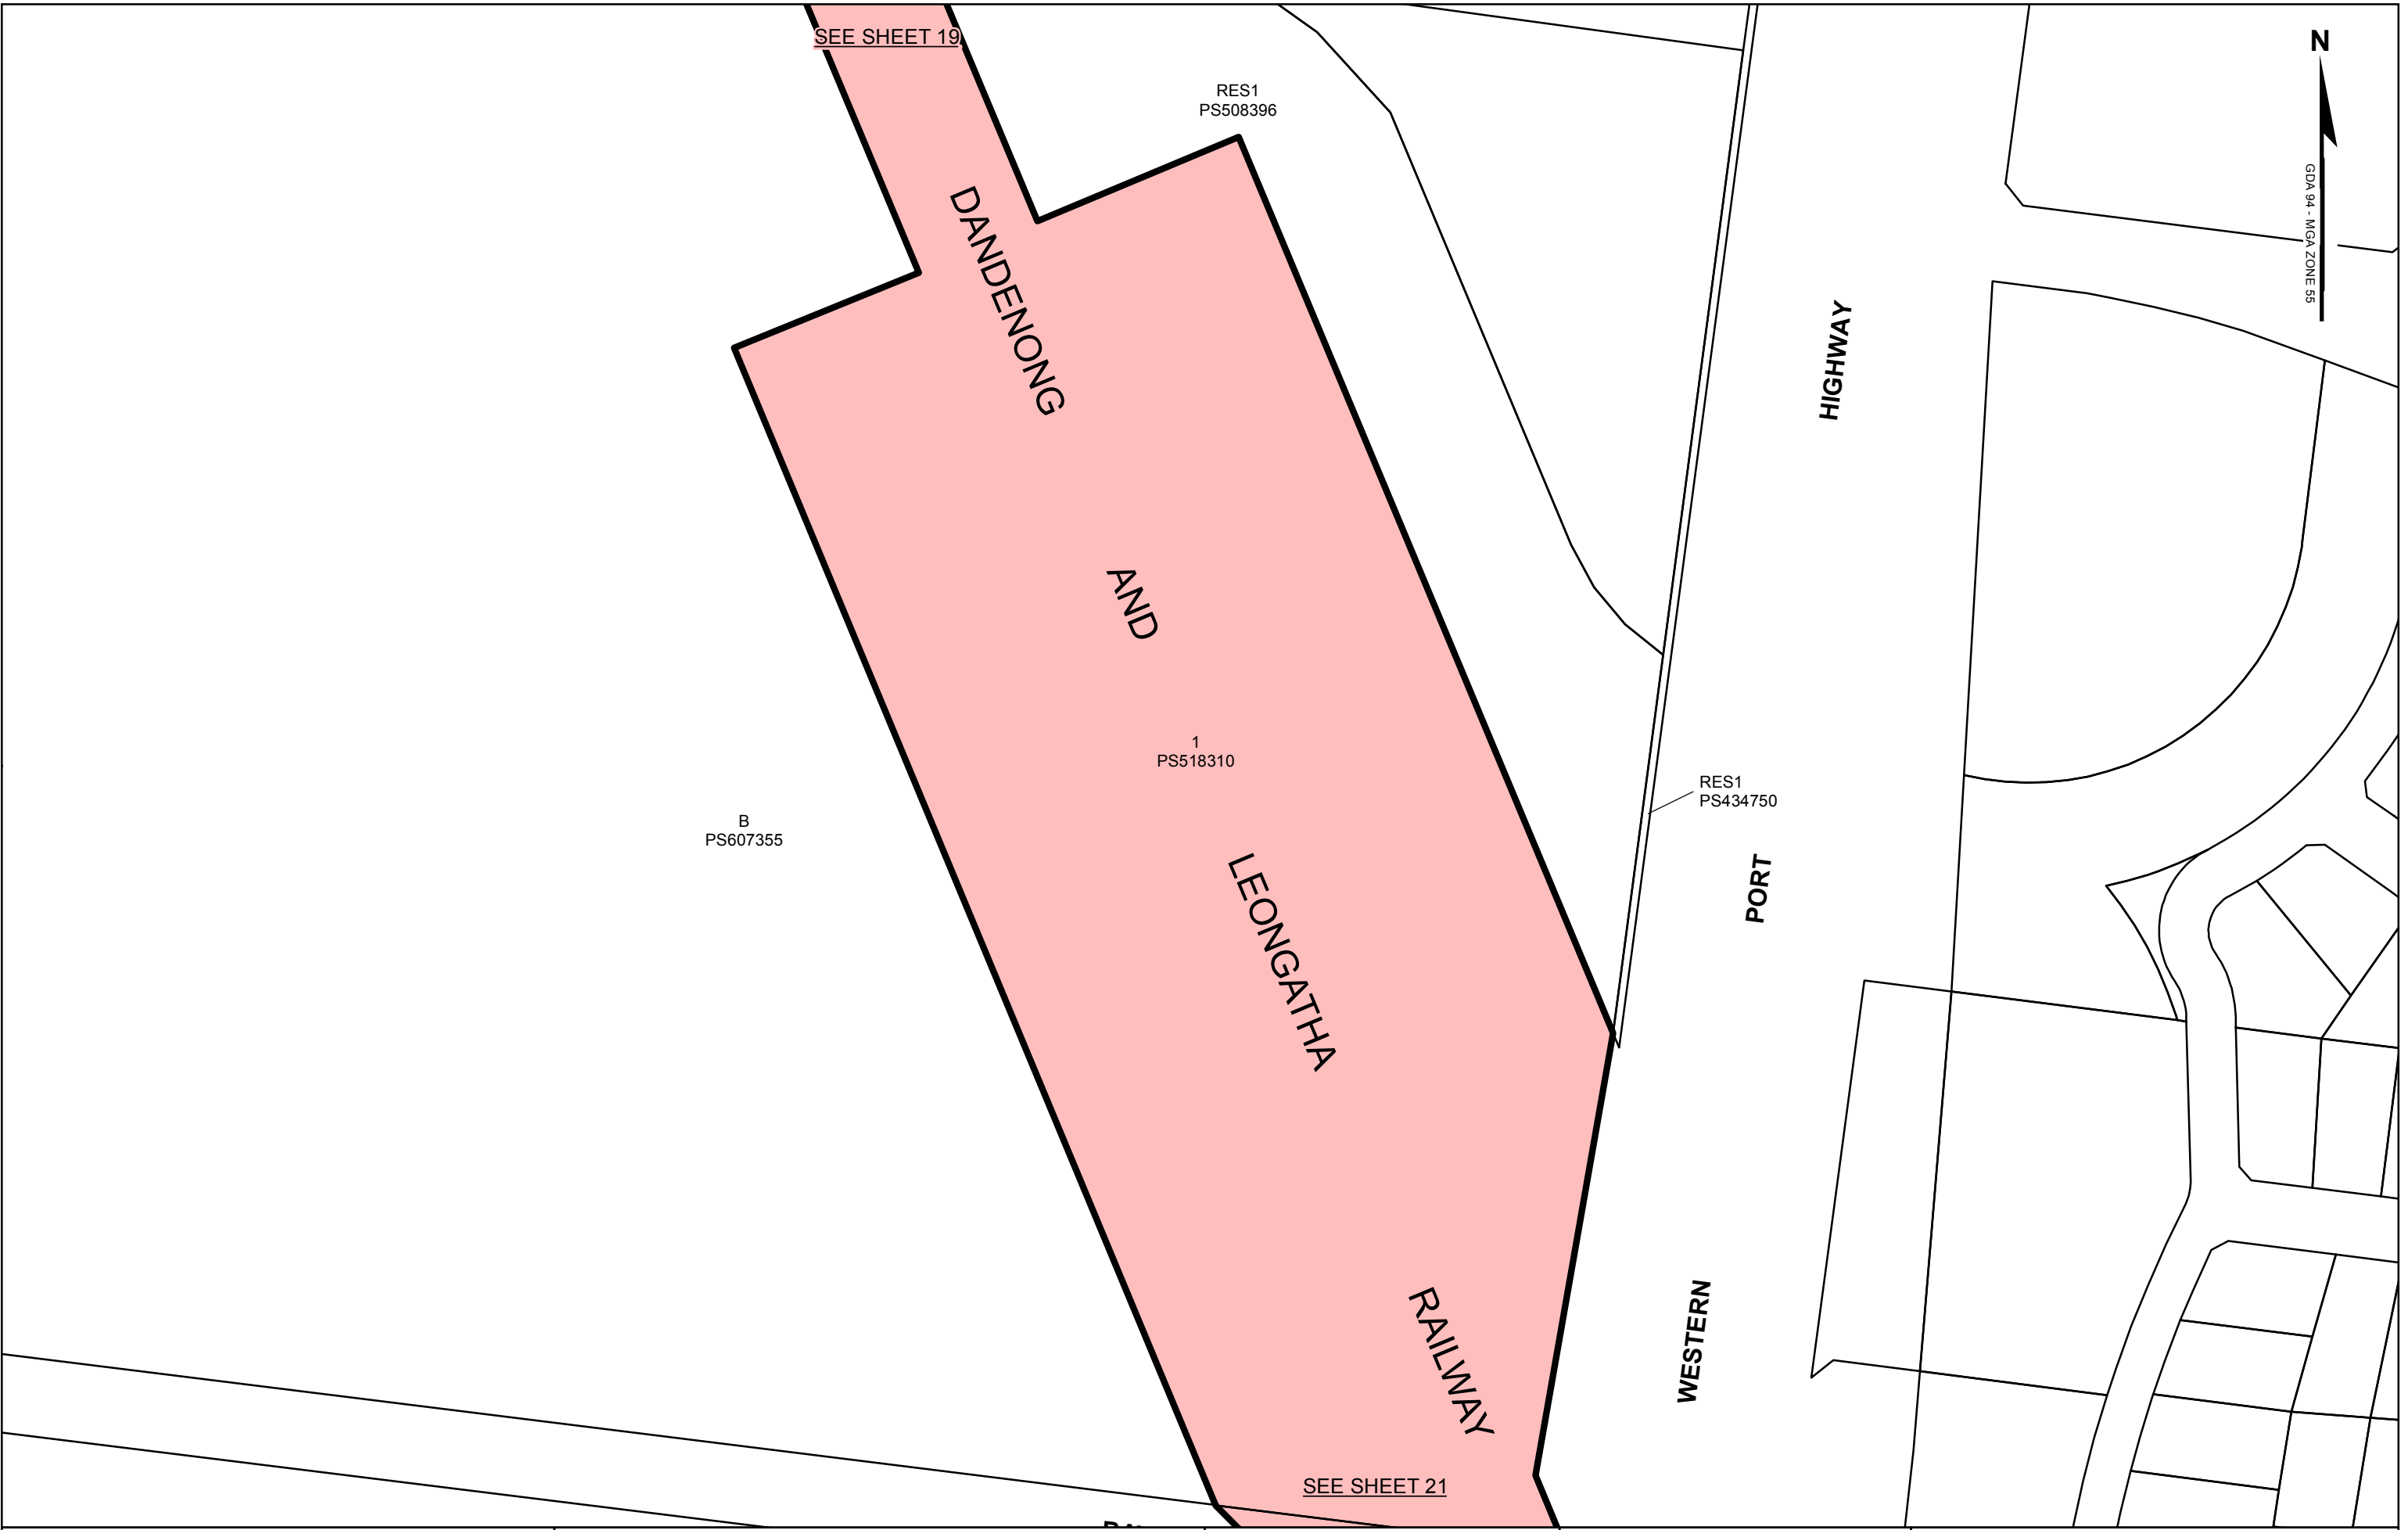 SEE SHEET 19
N
GDA 94 - MGA ZONE 55
RES1
PS508396
DANDENONG
AND
LEONGATHA
RAILWAY
1
PS518310
B
PS607355
RES1
PS434750
HIGHWAY
PORT
WESTERN
SEE SHEET 21